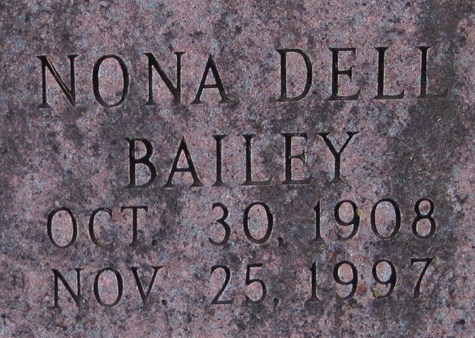 NONA DELL
BAILEY
OCT. 30, 1908
NOV. 25, 1997